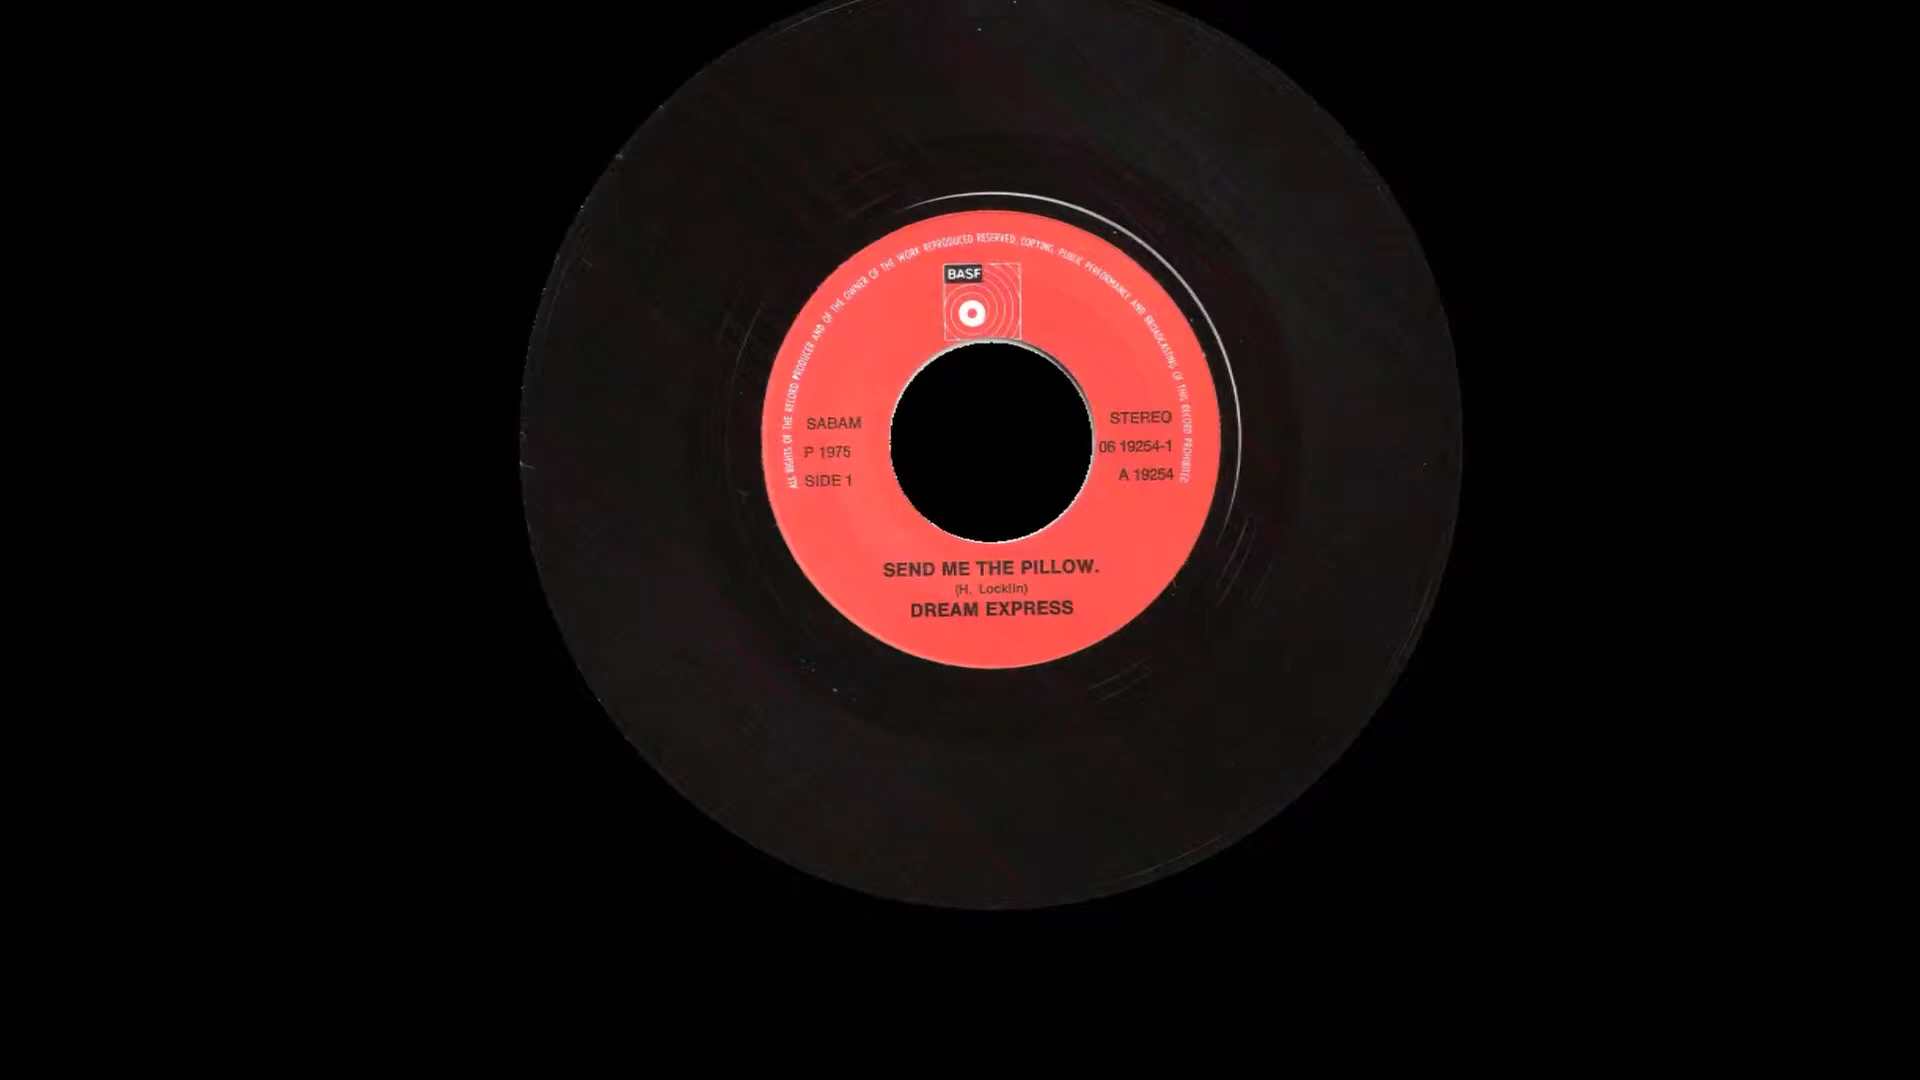 ALL RIGHTS OF THE RECORD PRODUCER AND OF THE OWNER OF THE WORK REPRODUCED RESERVED. COPYING, PUBLIC PERFORMANCE AND BROADCASTING OF THIS RECORD PROHIBITED
BASF
SABAM
P 1975
SIDE 1
STEREO
06 19254-1
A 19254
SEND ME THE PILLOW.
(H. Locklin)
DREAM EXPRESS